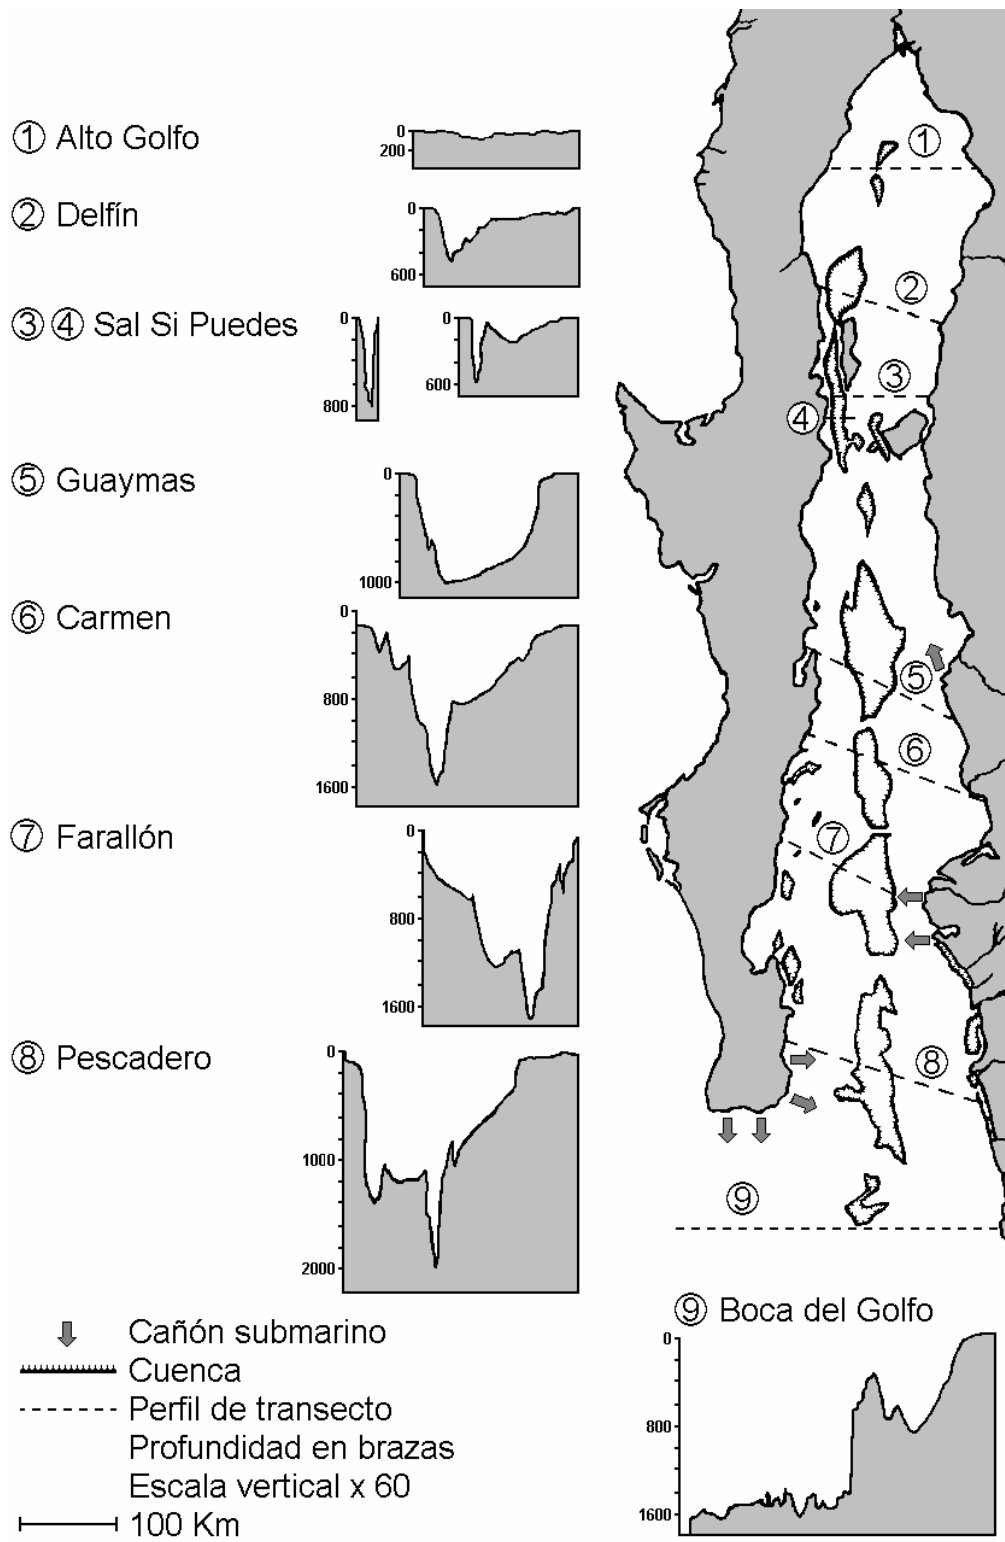 ① Alto Golfo
0
200
② Delfín
0
600
③ ④ Sal Si Puedes
0
800
0
600
⑤ Guaymas
0
1000
⑥ Carmen
0
800
1600
⑦ Farallón
0
800
1600
⑧ Pescadero
0
1000
2000
①
②
③
④
⑤
⑥
⑦
⑧
⑨
⑨ Boca del Golfo
0
800
1600
Cañón submarino
Cuenca
Perfil de transecto
Profundidad en brazas
Escala vertical x 60
100 Km